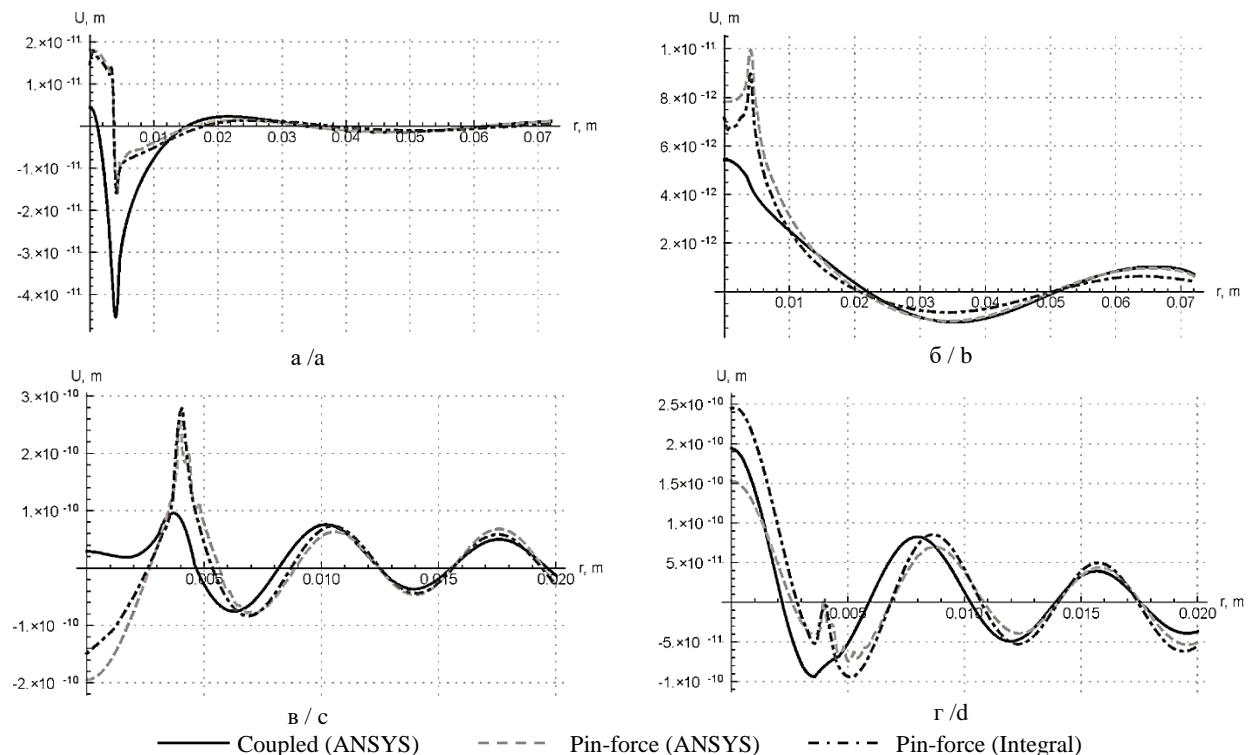 U, m
2.×10 -11
1.×10 -11
0.01 0.02 0.03 0.04 0.05 0.06 0.07
r, m
-1.×10 -11
-2.×10 -11
-3.×10 -11
-4.×10 -11
а /a
U, m
1.×10 -11
8.×10 -12
6.×10 -12
4.×10 -12
2.×10 -12
0.01 0.02 0.03 0.04 0.05 0.06 0.07
r, m
б / b
U, m
3.×10 -10
2.×10 -10
1.×10 -10
0.005 0.010 0.015 0.020
r, m
-1.×10 -10
-2.×10 -10
в / c
U, m
2.5×10 -10
2.×10 -10
1.5×10 -10
1.×10 -10
5.×10 -11
0.005 0.010 0.015 0.020
r, m
-5.×10 -11
-1.×10 -10
г /d
Coupled (ANSYS) Pin-force (ANSYS) Pin-force (Integral)